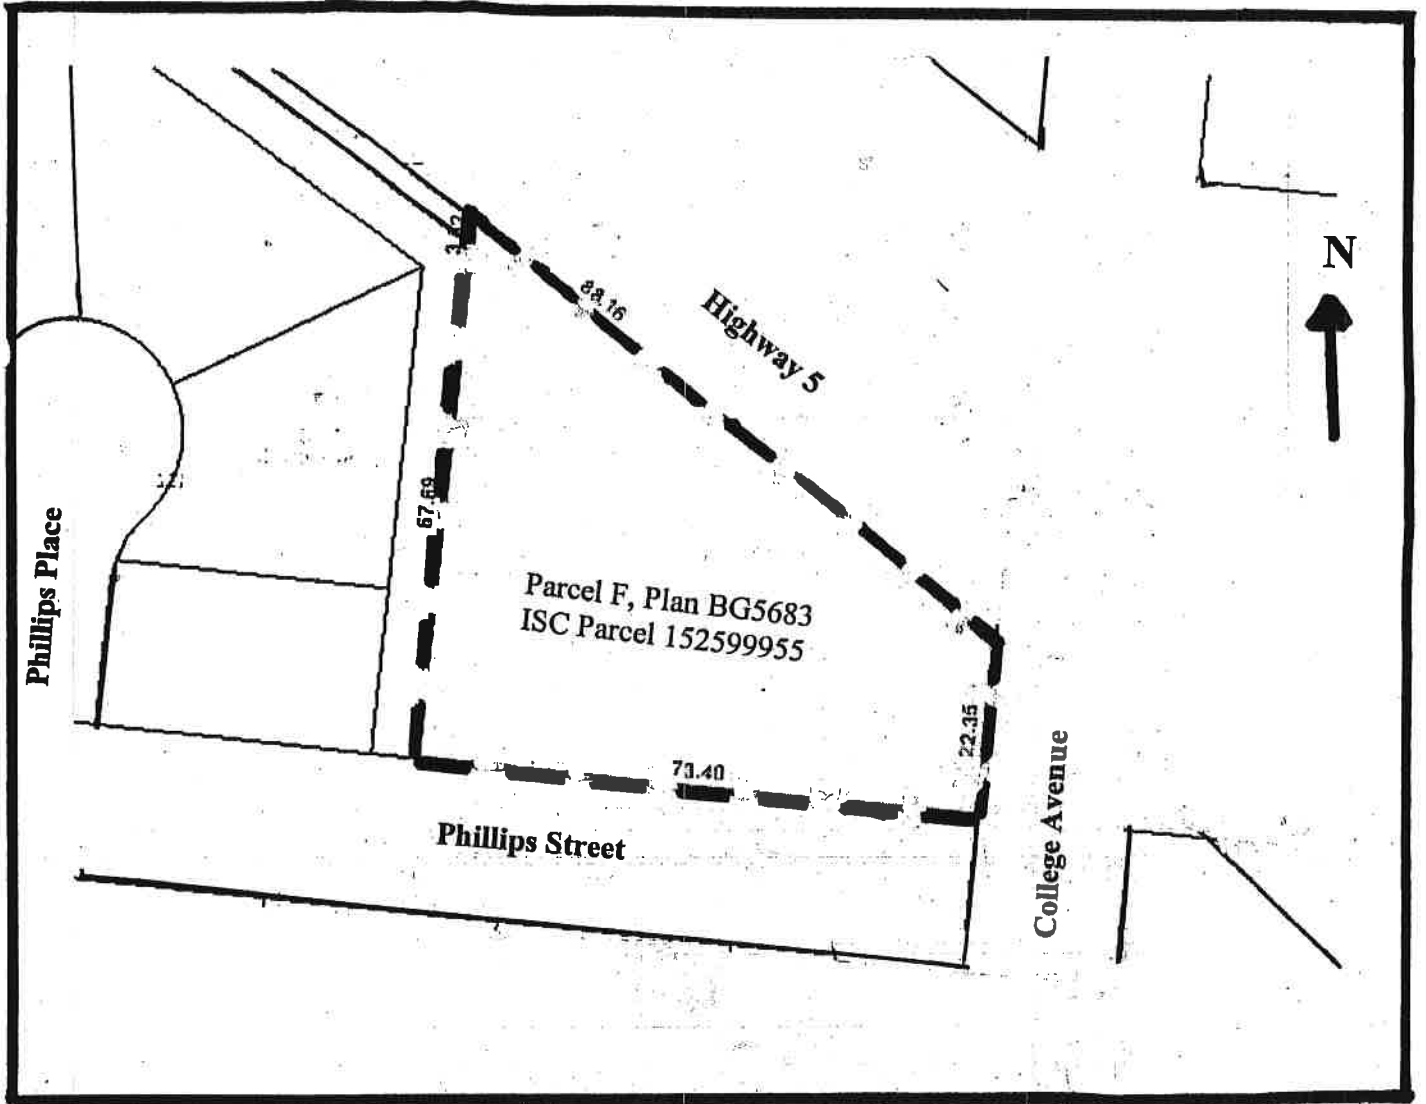 N
3.62
88.16
Highway 5
67.69
Phillips Place
Parcel F, Plan BG5683
ISC Parcel 152599955
22.35
73.40
Phillips Street
College Avenue